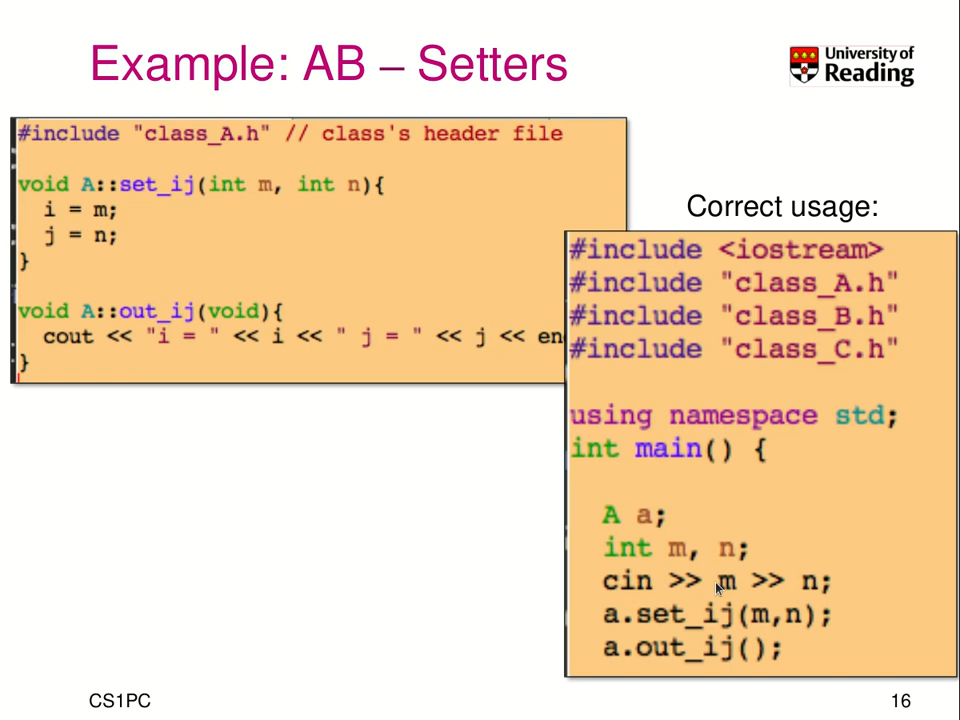 Example: AB – Setters
University of
Reading
#include "class_A.h" // class's header file
void A::set_ij(int m, int n){
i = m;
j = n;
}
void A::out_ij(void){
cout << "i = " << i << " j = " << j << en
}
Correct usage:
#include <iostream>
#include "class_A.h"
#include "class_B.h"
#include "class_C.h"
using namespace std;
int main() {
A a;
int m, n;
cin >> m >> n;
a.set_ij(m,n);
a.out_ij();
CS1PC
16